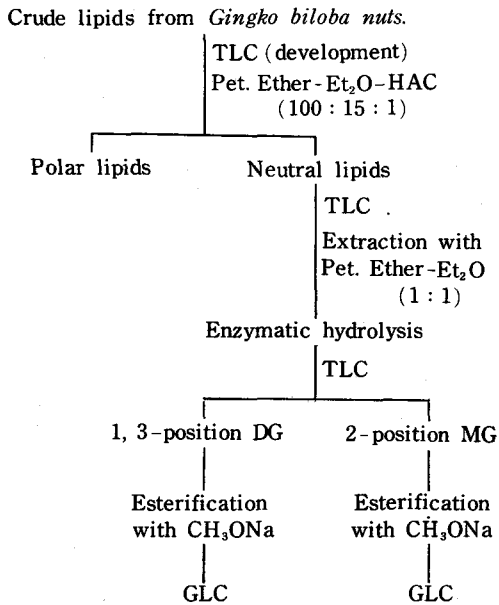 Crude lipids from Gingko biloba nuts.
TLC (development)
Pet. Ether-Et₂O-HAC
(100 : 15 : 1)
Polar lipids
Neutral lipids
TLC .
Extraction with
Pet. Ether-Et₂O
(1 : 1)
Enzymatic hydrolysis
TLC
1, 3-position DG
2-position MG
Esterification
with CH₃ONa
Esterification
with CH₃ONa
GLC
GLC